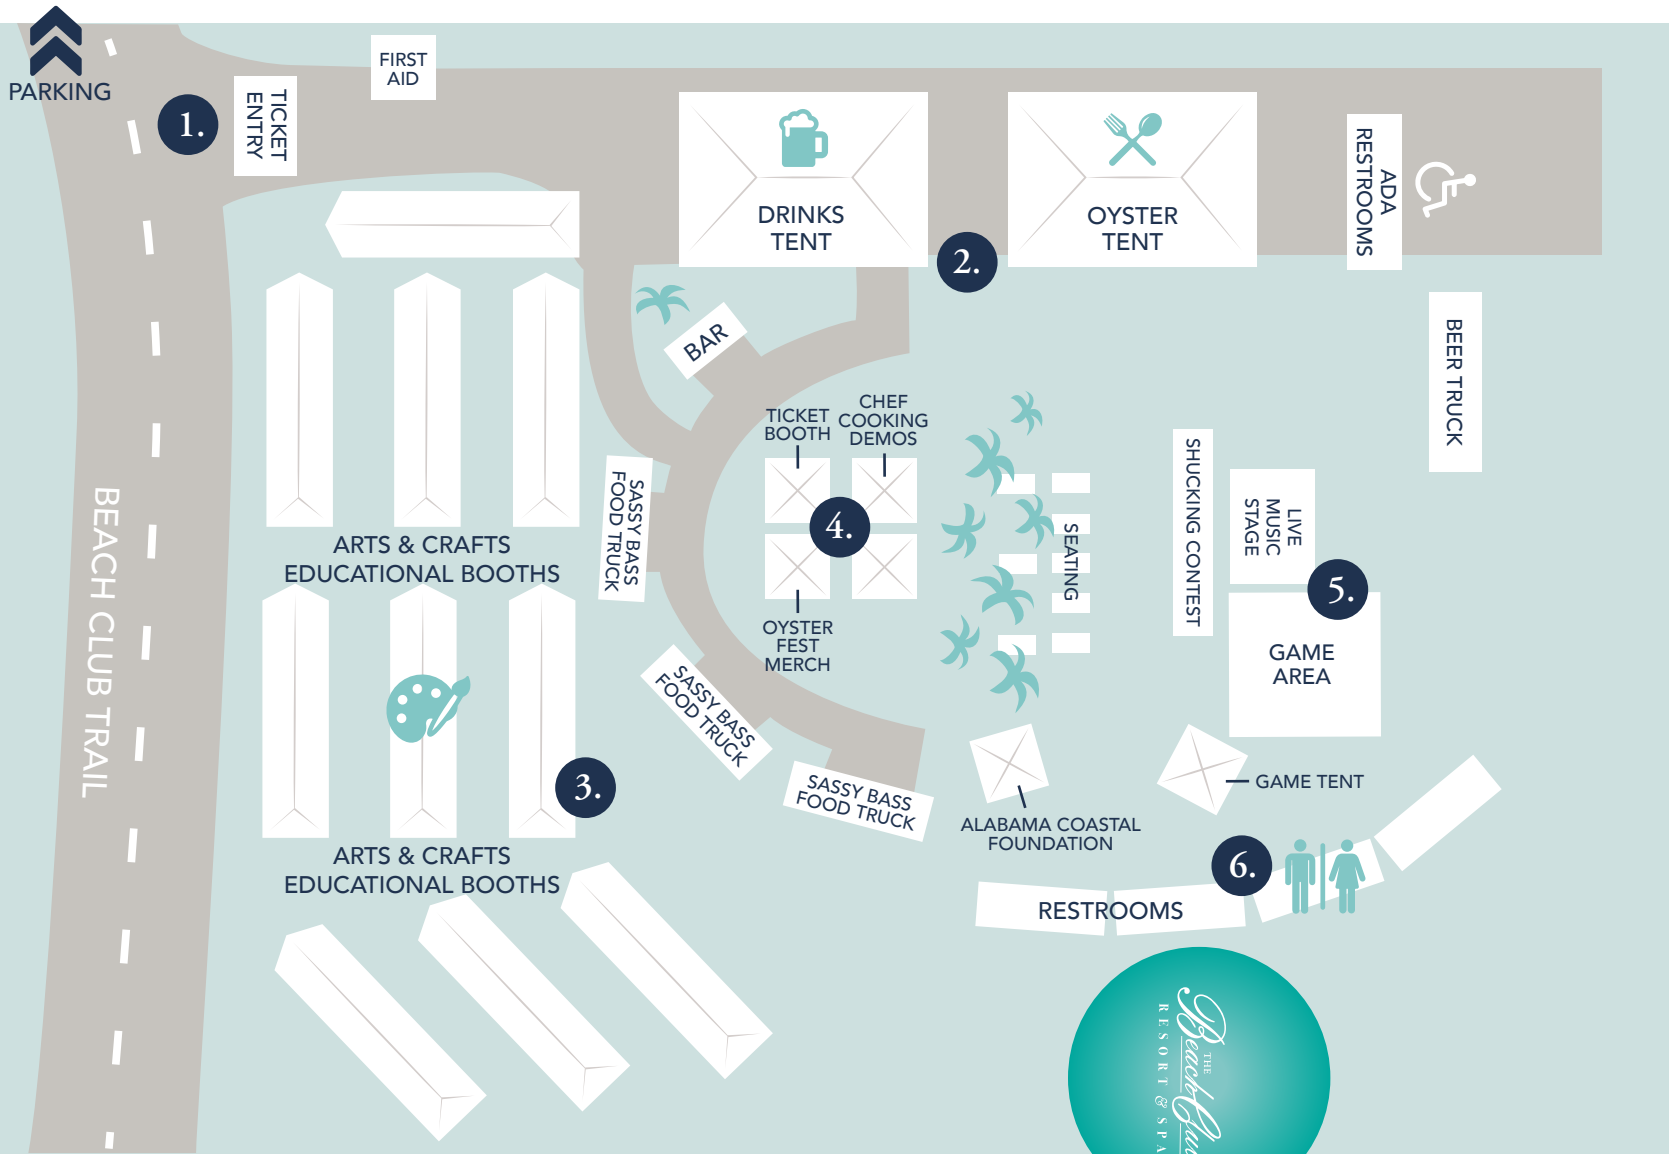 PARKING
1.
TICKET
ENTRY
FIRST
AID
DRINKS
TENT
2.
OYSTER
TENT
ADA
RESTROOMS
BEER TRUCK
BAR
TICKET
BOOTH
CHEF
COOKING
DEMOS
4.
OYSTER
FEST
MERCH
SEATING
SHUCKING CONTEST
LIVE
MUSIC
STAGE
5.
GAME
AREA
GAME TENT
BEACH CLUB TRAIL
ARTS & CRAFTS
EDUCATIONAL BOOTHS
SASSY BASS
FOOD TRUCK
3.
ARTS & CRAFTS
EDUCATIONAL BOOTHS
SASSY BASS
FOOD TRUCK
SASSY BASS
FOOD TRUCK
ALABAMA COASTAL
FOUNDATION
6.
RESTROOMS
THE
Beach
RESORT & SPA